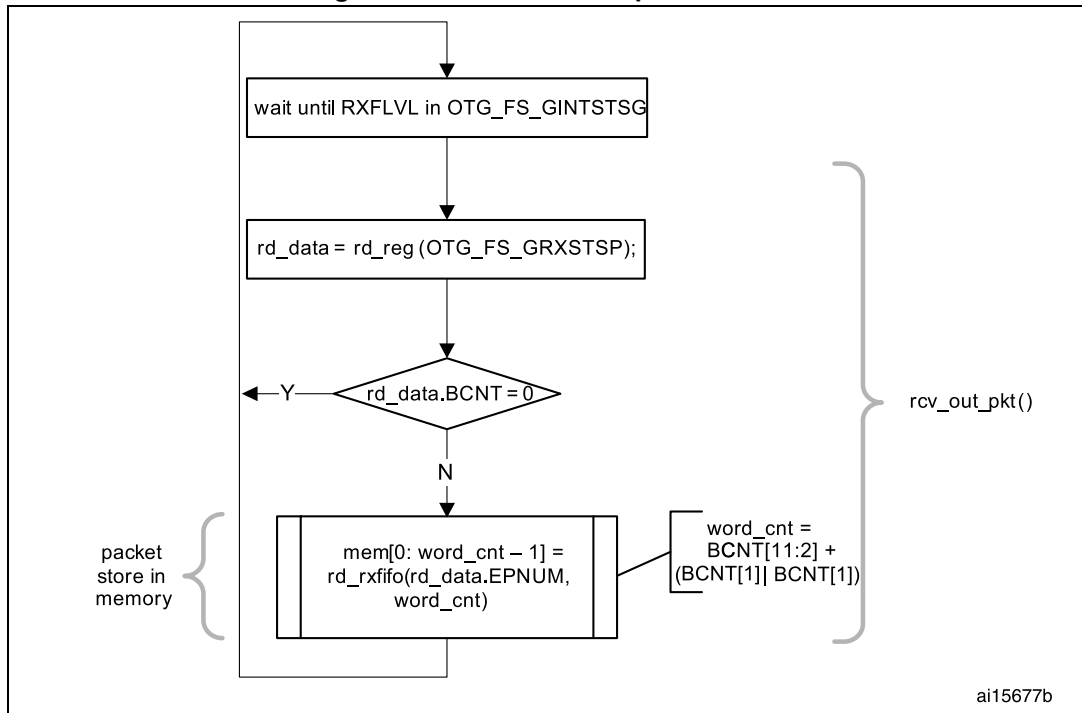 wait until RXFLVL in OTG_FS_GINTSTSG
rd_data = rd_reg (OTG_FS_GRXSTSP);
rd_data.BCNT = 0
Y
rcv_out_pkt()
N
packet
store in
memory
mem[0: word_cnt – 1] =
rd_rxfifo(rd_data.EPNUM,
word_cnt)
word_cnt =
BCNT[11:2] +
(BCNT[1] | BCNT[1])
ai15677b